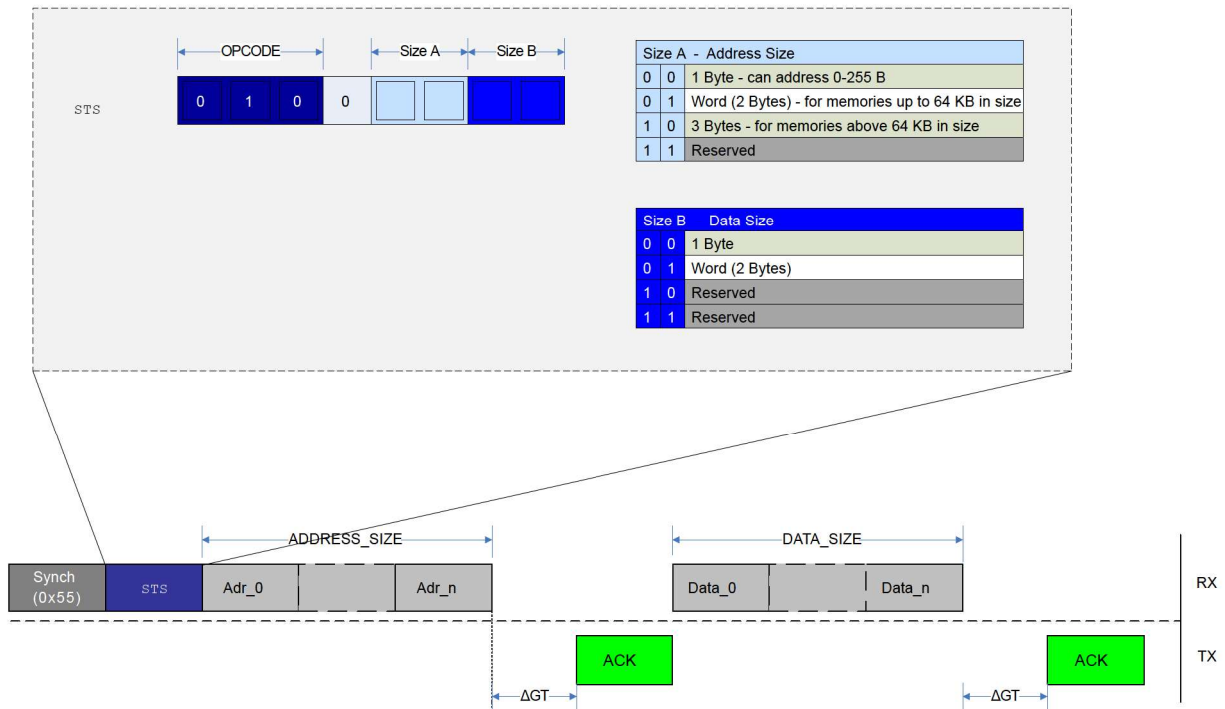 OPCODE Size A Size B
STS 0 1 0 0
Size A - Address Size
0 0 1 Byte - can address 0-255 B
0 1 Word (2 Bytes) - for memories up to 64 KB in size
1 0 3 Bytes - for memories above 64 KB in size
1 1 Reserved
Size B Data Size
0 0 1 Byte
0 1 Word (2 Bytes)
1 0 Reserved
1 1 Reserved
ADDRESS_SIZE DATA_SIZE
Synch
(0x55)
STS Adr_0 Adr_n Data_0 Data_n RX
ACK ACK TX
ΔGT ΔGT